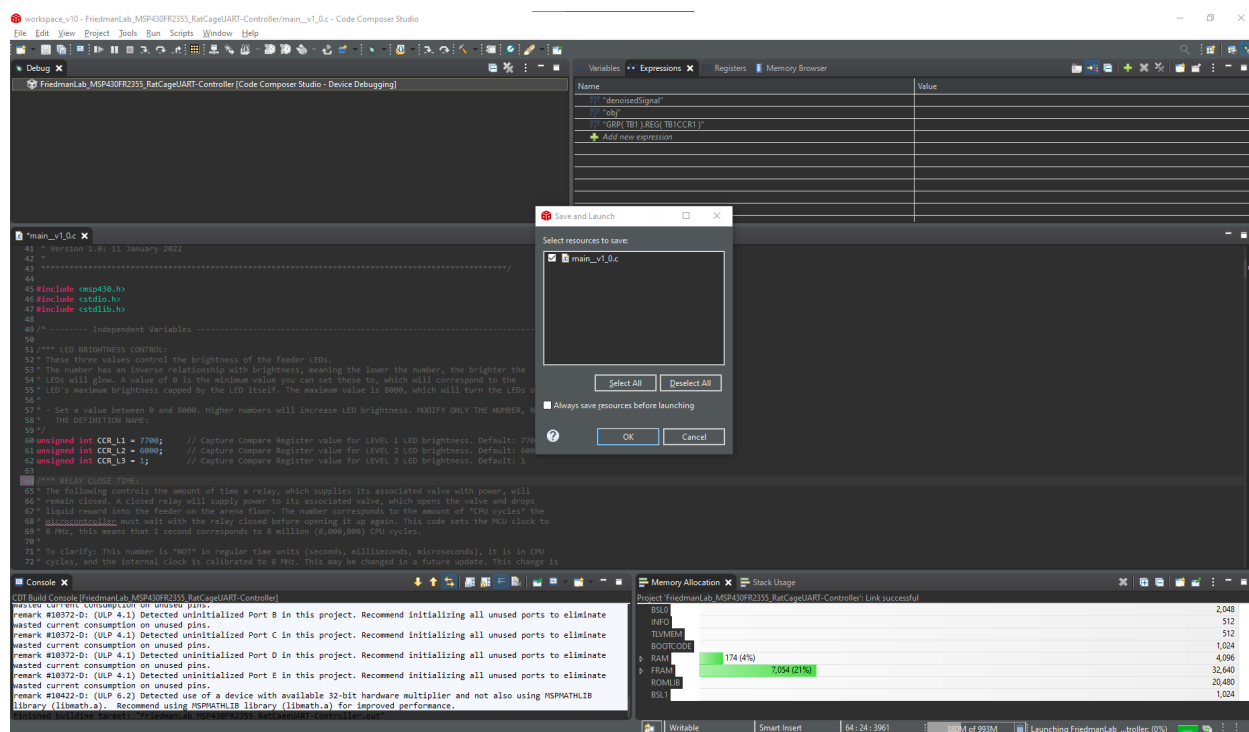 workspace_v10 - FriedmanLab_MSP430FR2355_RatCageUART-Controller/main__v1_0.c - Code Composer Studio
File Edit View Project Tools Run Scripts Window Help
Debug
FriedmanLab_MSP430FR2355_RatCageUART-Controller [Code Composer Studio - Device Debugging]
Variables Expressions Registers Memory Browser
Name Value
"denoisedSignal"
"obj"
"GRP( TB1 ).REG( TB1CCR1 )"
Add new expression
Save and Launch
Select resources to save:
main__v1_0.c
Select All Deselect All
Always save resources before launching
OK Cancel
*main__v1_0.c
41 * Version 1.0: 11 January 2022
42 *
43 ******************************************************************************************************/
44
45 #include <msp430.h>
46 #include <stdio.h>
47 #include <stdlib.h>
48
49 /* -------- Independent Variables --------
50
51 /*** LED BRIGHTNESS CONTROL:
52 * These three values control the brightness of the feeder LEDs.
53 * The number has an inverse relationship with brightness, meaning the lower the number, the brighter the
54 * LEDs will glow. A value of 0 is the minimum value you can set these to, which will correspond to the
55 * LED's maximum brightness capped by the LED itself. The maximum value is 8000, which will turn the LEDs
56 *
57 * - Set a value between 0 and 8000. Higher numbers will increase LED brightness. MODIFY ONLY THE NUMBER,
58 * THE DEFINITION NAME:
59 */
60 unsigned int CCR_L1 = 7700; // Capture Compare Register value for LEVEL 1 LED brightness. Default: 770
61 unsigned int CCR_L2 = 6000; // Capture Compare Register value for LEVEL 2 LED brightness. Default: 600
62 unsigned int CCR_L3 = 1; // Capture Compare Register value for LEVEL 3 LED brightness. Default: 1
63
64 /*** RELAY CLOSE TIME:
65 * The following controls the amount of time a relay, which supplies its associated valve with power, will
66 * remain closed. A closed relay will supply power to its associated valve, which opens the valve and drops
67 * liquid reward into the feeder on the arena floor. The number corresponds to the amount of "CPU cycles" the
68 * microcontroller must wait with the relay closed before opening it up again. This code sets the MCU clock to
69 * 8 MHz, this means that 1 second corresponds to 8 million (8,000,000) CPU cycles.
70 *
71 * To clarify: This number is *NOT* in regular time units (seconds, milliseconds, microseconds), it is in CPU
72 * cycles, and the internal clock is calibrated to 8 MHz. This may be changed in a future update. This change is
Console
CDT Build Console [FriedmanLab_MSP430FR2355_RatCageUART-Controller]
wasted current consumption on unused pins.
remark #10372-D: (ULP 4.1) Detected uninitialized Port B in this project. Recommend initializing all unused ports to eliminate
wasted current consumption on unused pins.
remark #10372-D: (ULP 4.1) Detected uninitialized Port C in this project. Recommend initializing all unused ports to eliminate
wasted current consumption on unused pins.
remark #10372-D: (ULP 4.1) Detected uninitialized Port D in this project. Recommend initializing all unused ports to eliminate
wasted current consumption on unused pins.
remark #10372-D: (ULP 4.1) Detected uninitialized Port E in this project. Recommend initializing all unused ports to eliminate
wasted current consumption on unused pins.
remark #10422-D: (ULP 6.2) Detected use of a device with available 32-bit hardware multiplier and not also using MSPMATHLIB
library (libmath.a). Recommend using MSPMATHLIB library (libmath.a) for improved performance.
Finished building target: "FriedmanLab_MSP430FR2355_RatCageUART-Controller.out"
Memory Allocation Stack Usage
Project 'FriedmanLab_MSP430FR2355_RatCageUART-Controller': Link successful
BSL0 2,048
INFO 512
TLVMEM 512
BOOTCODE 1,024
RAM 174 (4%) 4,096
FRAM 7,054 (21%) 32,640
ROMLIB 20,480
BSL1 1,024
Writable Smart Insert 64 : 24 : 3961 380M of 993M Launching FriedmanLab ...troller: (0%)